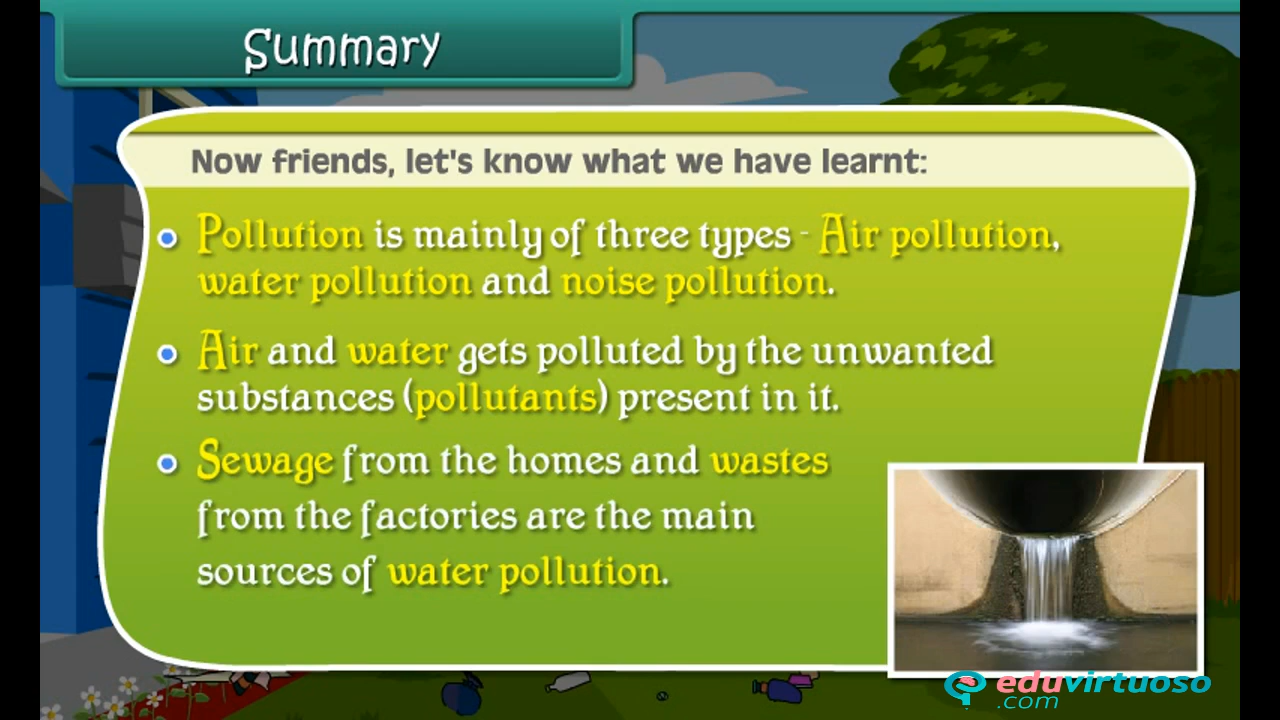 Summary
Now friends, let's know what we have learnt:
Pollution is mainly of three types - Air pollution,
water pollution and noise pollution.
Air and water gets polluted by the unwanted
substances (pollutants) present in it.
Sewage from the homes and wastes
from the factories are the main
sources of water pollution.
eduvirtuoso
.com